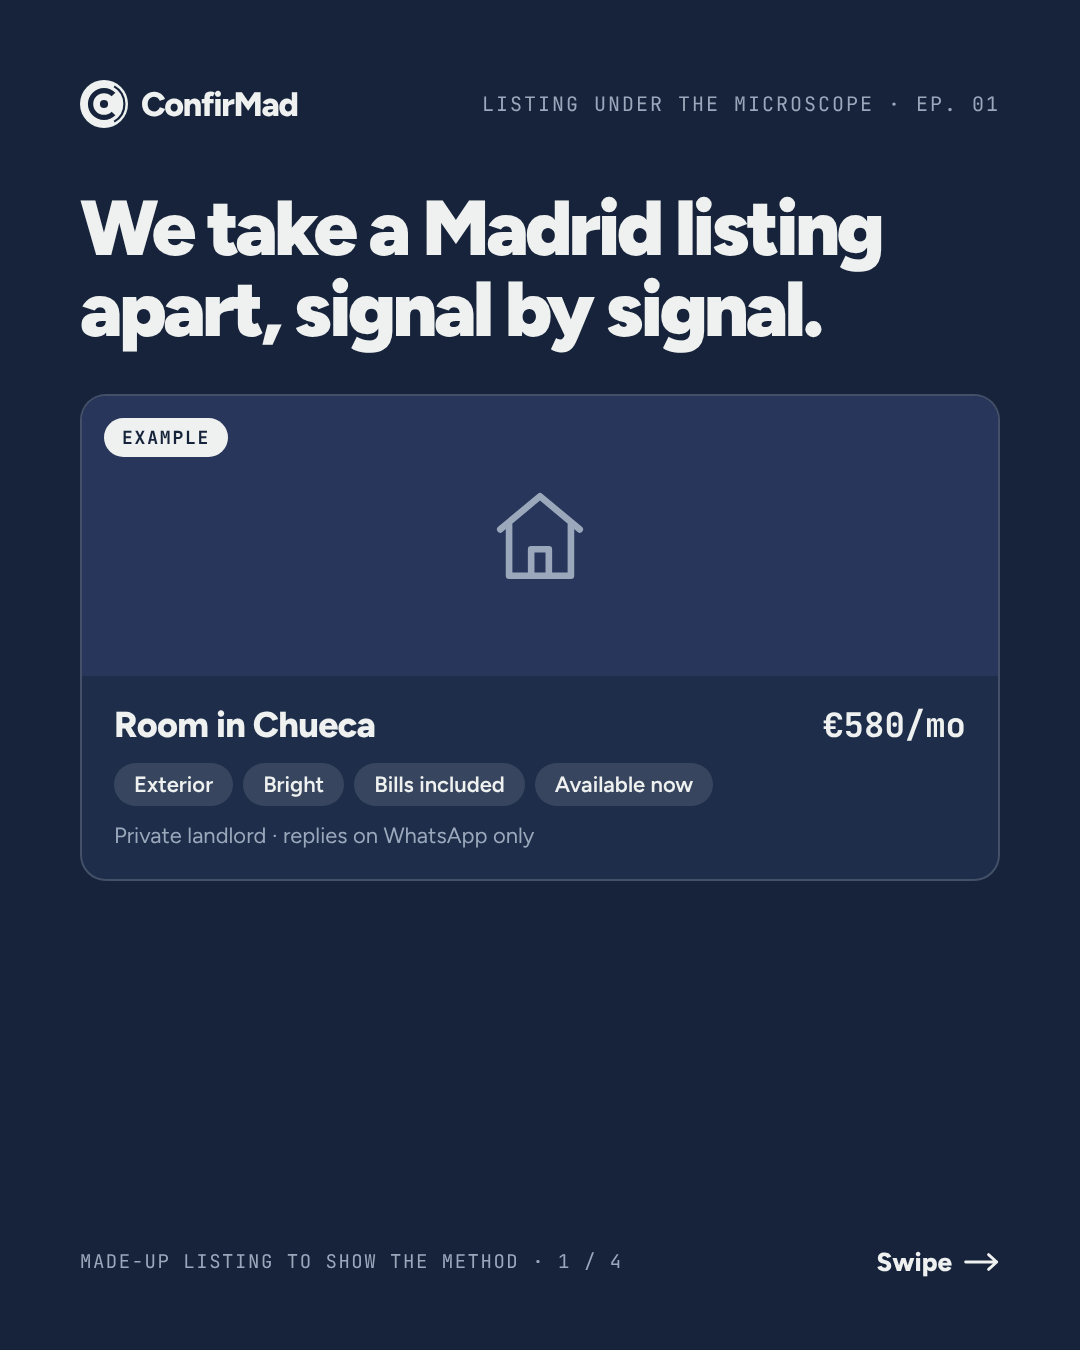 ConfirMad
LISTING UNDER THE MICROSCOPE · EP. 01
We take a Madrid listing
apart, signal by signal.
EXAMPLE
Room in Chueca
€580/mo
Exterior
Bright
Bills included
Available now
Private landlord · replies on WhatsApp only
MADE-UP LISTING TO SHOW THE METHOD · 1 / 4
Swipe →